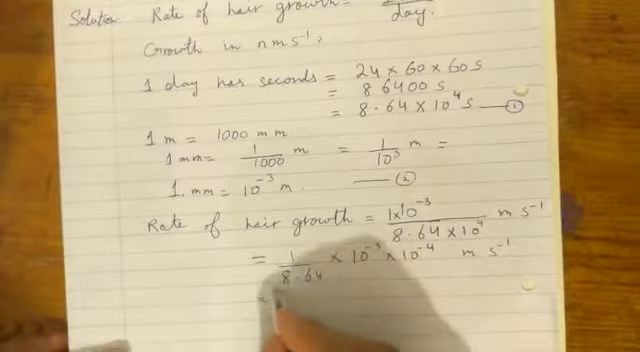 Solution Rate of hair growth =
day.
Growth in nms⁻¹,
1 day has seconds = 24 × 60 × 60 s
= 86400 s
= 8.64 × 10⁴ s — ①
1 m = 1000 mm
1 mm = 1/1000 m = 1/10³ m =
1. mm = 10⁻³ m. — ②
Rate of hair growth = 1×10⁻³/8.64 × 10⁴ m s⁻¹
= 1/8.64 × 10⁻³ × 10⁻⁴ m s⁻¹
=